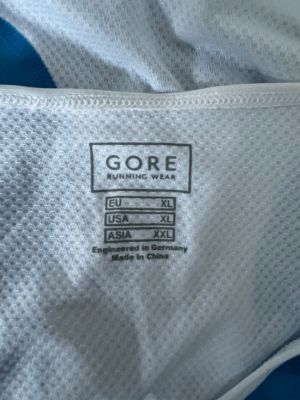 GORE
RUNNING WEAR
EU XL
USA XL
ASIA XXL
Engineered in Germany
Made in China